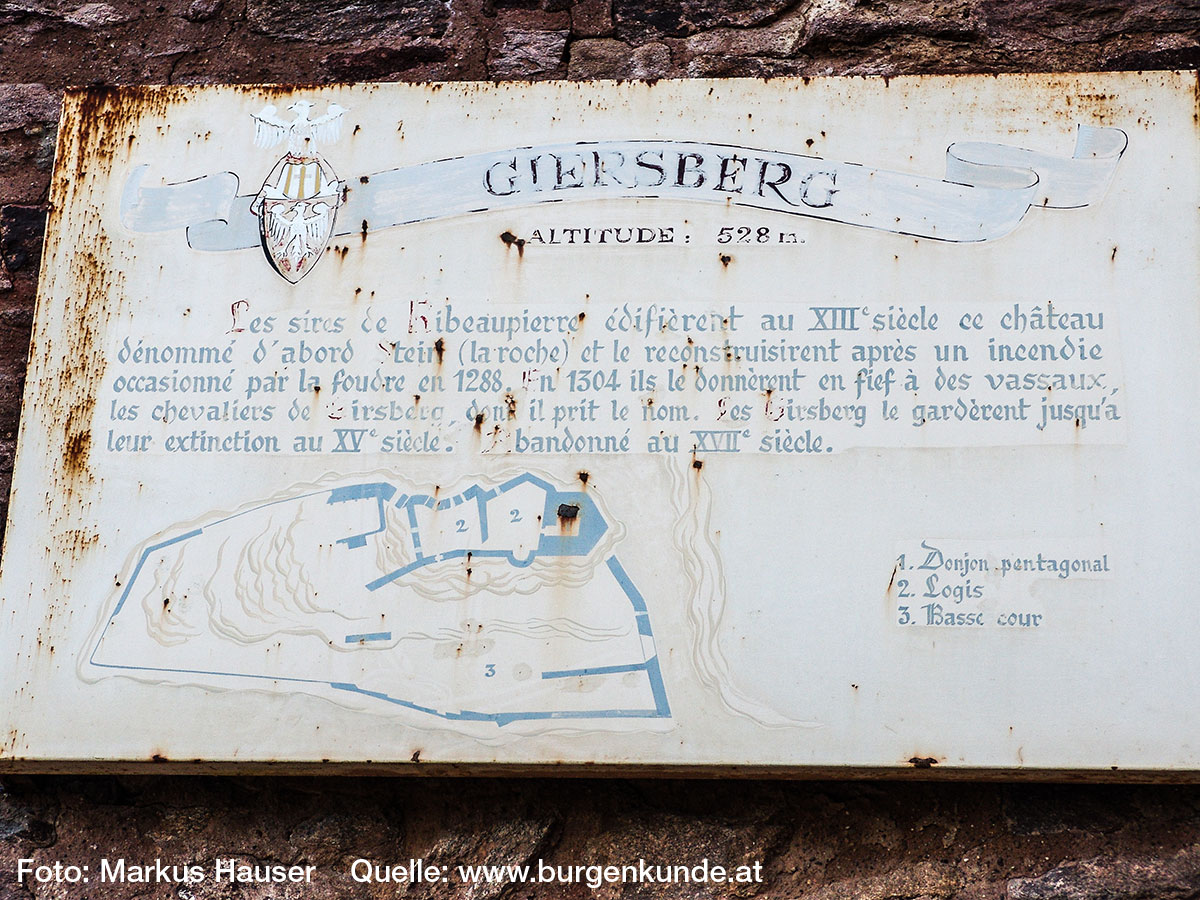 GIERSBERG
ALTITUDE : 528 m.
Les sires de Ribeaupierre édifièrent au XIIIe siècle ce château
dénommé d'abord Stein (la roche) et le reconstruisirent après un incendie
occasionné par la foudre en 1288. En 1304 ils le donnèrent en fief à des vassaux,
les chevaliers de Girsberg, dont il prit le nom. Les Girsberg le gardèrent jusqu'à
leur extinction au XVe siècle. Abandonné au XVIIe siècle.
2
2
3
1. Donjon pentagonal
2. Logis
3. Basse cour
Foto: Markus Hauser Quelle: www.burgenkunde.at